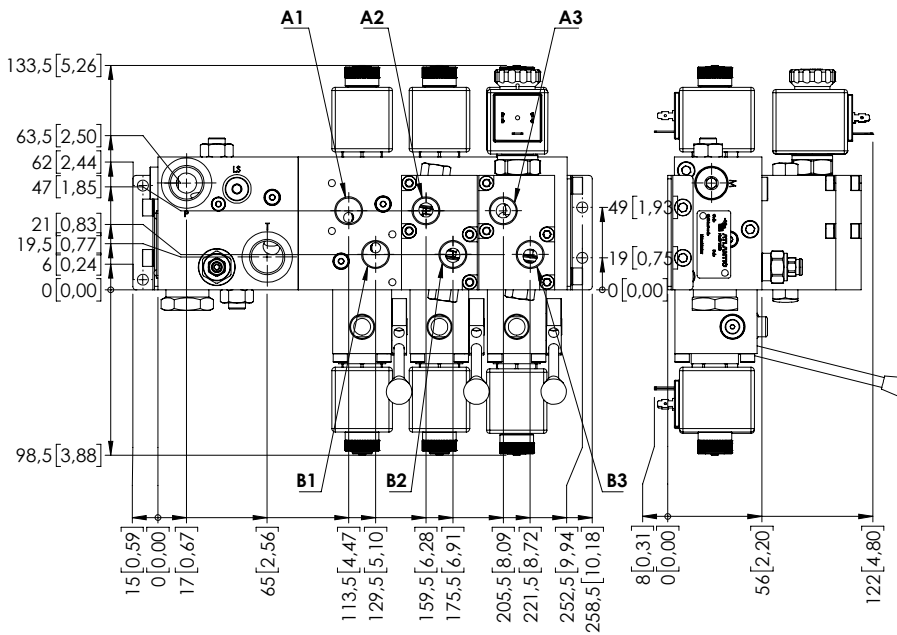 A1
A2
A3
133,5[5,26]
63,5[2,50]
62[2,44]
47[1,85]
21[0,83]
19,5[0,77]
6[0,24]
0[0,00]
P
LS
T
M
49[1,93]
19[0,75]
0[0,00]
98,5[3,88]
B1
B2
B3
15[0,59]
0[0,00]
17[0,67]
65[2,56]
113,5[4,47]
129,5[5,10]
159,5[6,28]
175,5[6,91]
205,5[8,09]
221,5[8,72]
252,5[9,94]
258,5[10,18]
8[0,31]
0[0,00]
56[2,20]
122[4,80]